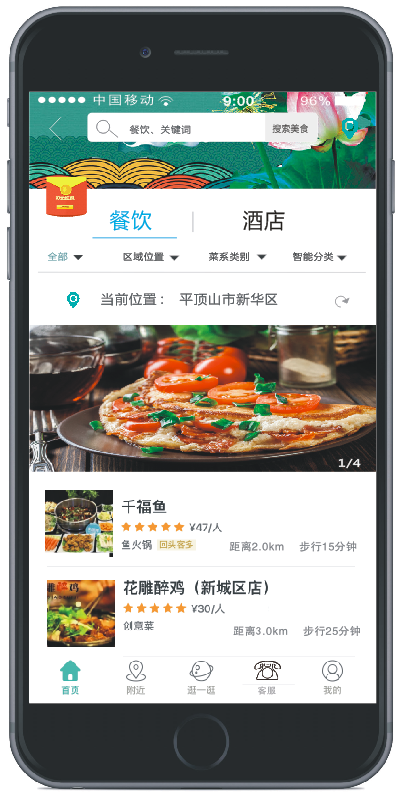 中国移动 9:00 96%
餐饮、关键词 搜索美食
餐饮 | 酒店
全部 区域位置 菜系类别 智能分类
当前位置： 平顶山市新华区
1/4
千福鱼
¥47/人
鱼火锅 回头客多 距离2.0km 步行15分钟
花雕醉鸡（新城区店）
¥30/人
创意菜 距离3.0km 步行25分钟
首页 附近 逛一逛 客服 我的